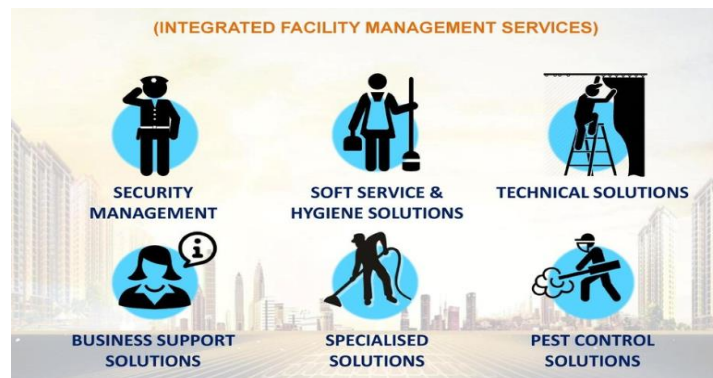 (INTEGRATED FACILITY MANAGEMENT SERVICES)
SECURITY
MANAGEMENT
SOFT SERVICE &
HYGIENE SOLUTIONS
TECHNICAL SOLUTIONS
i
BUSINESS SUPPORT
SOLUTIONS
SPECIALISED
SOLUTIONS
PEST CONTROL
SOLUTIONS